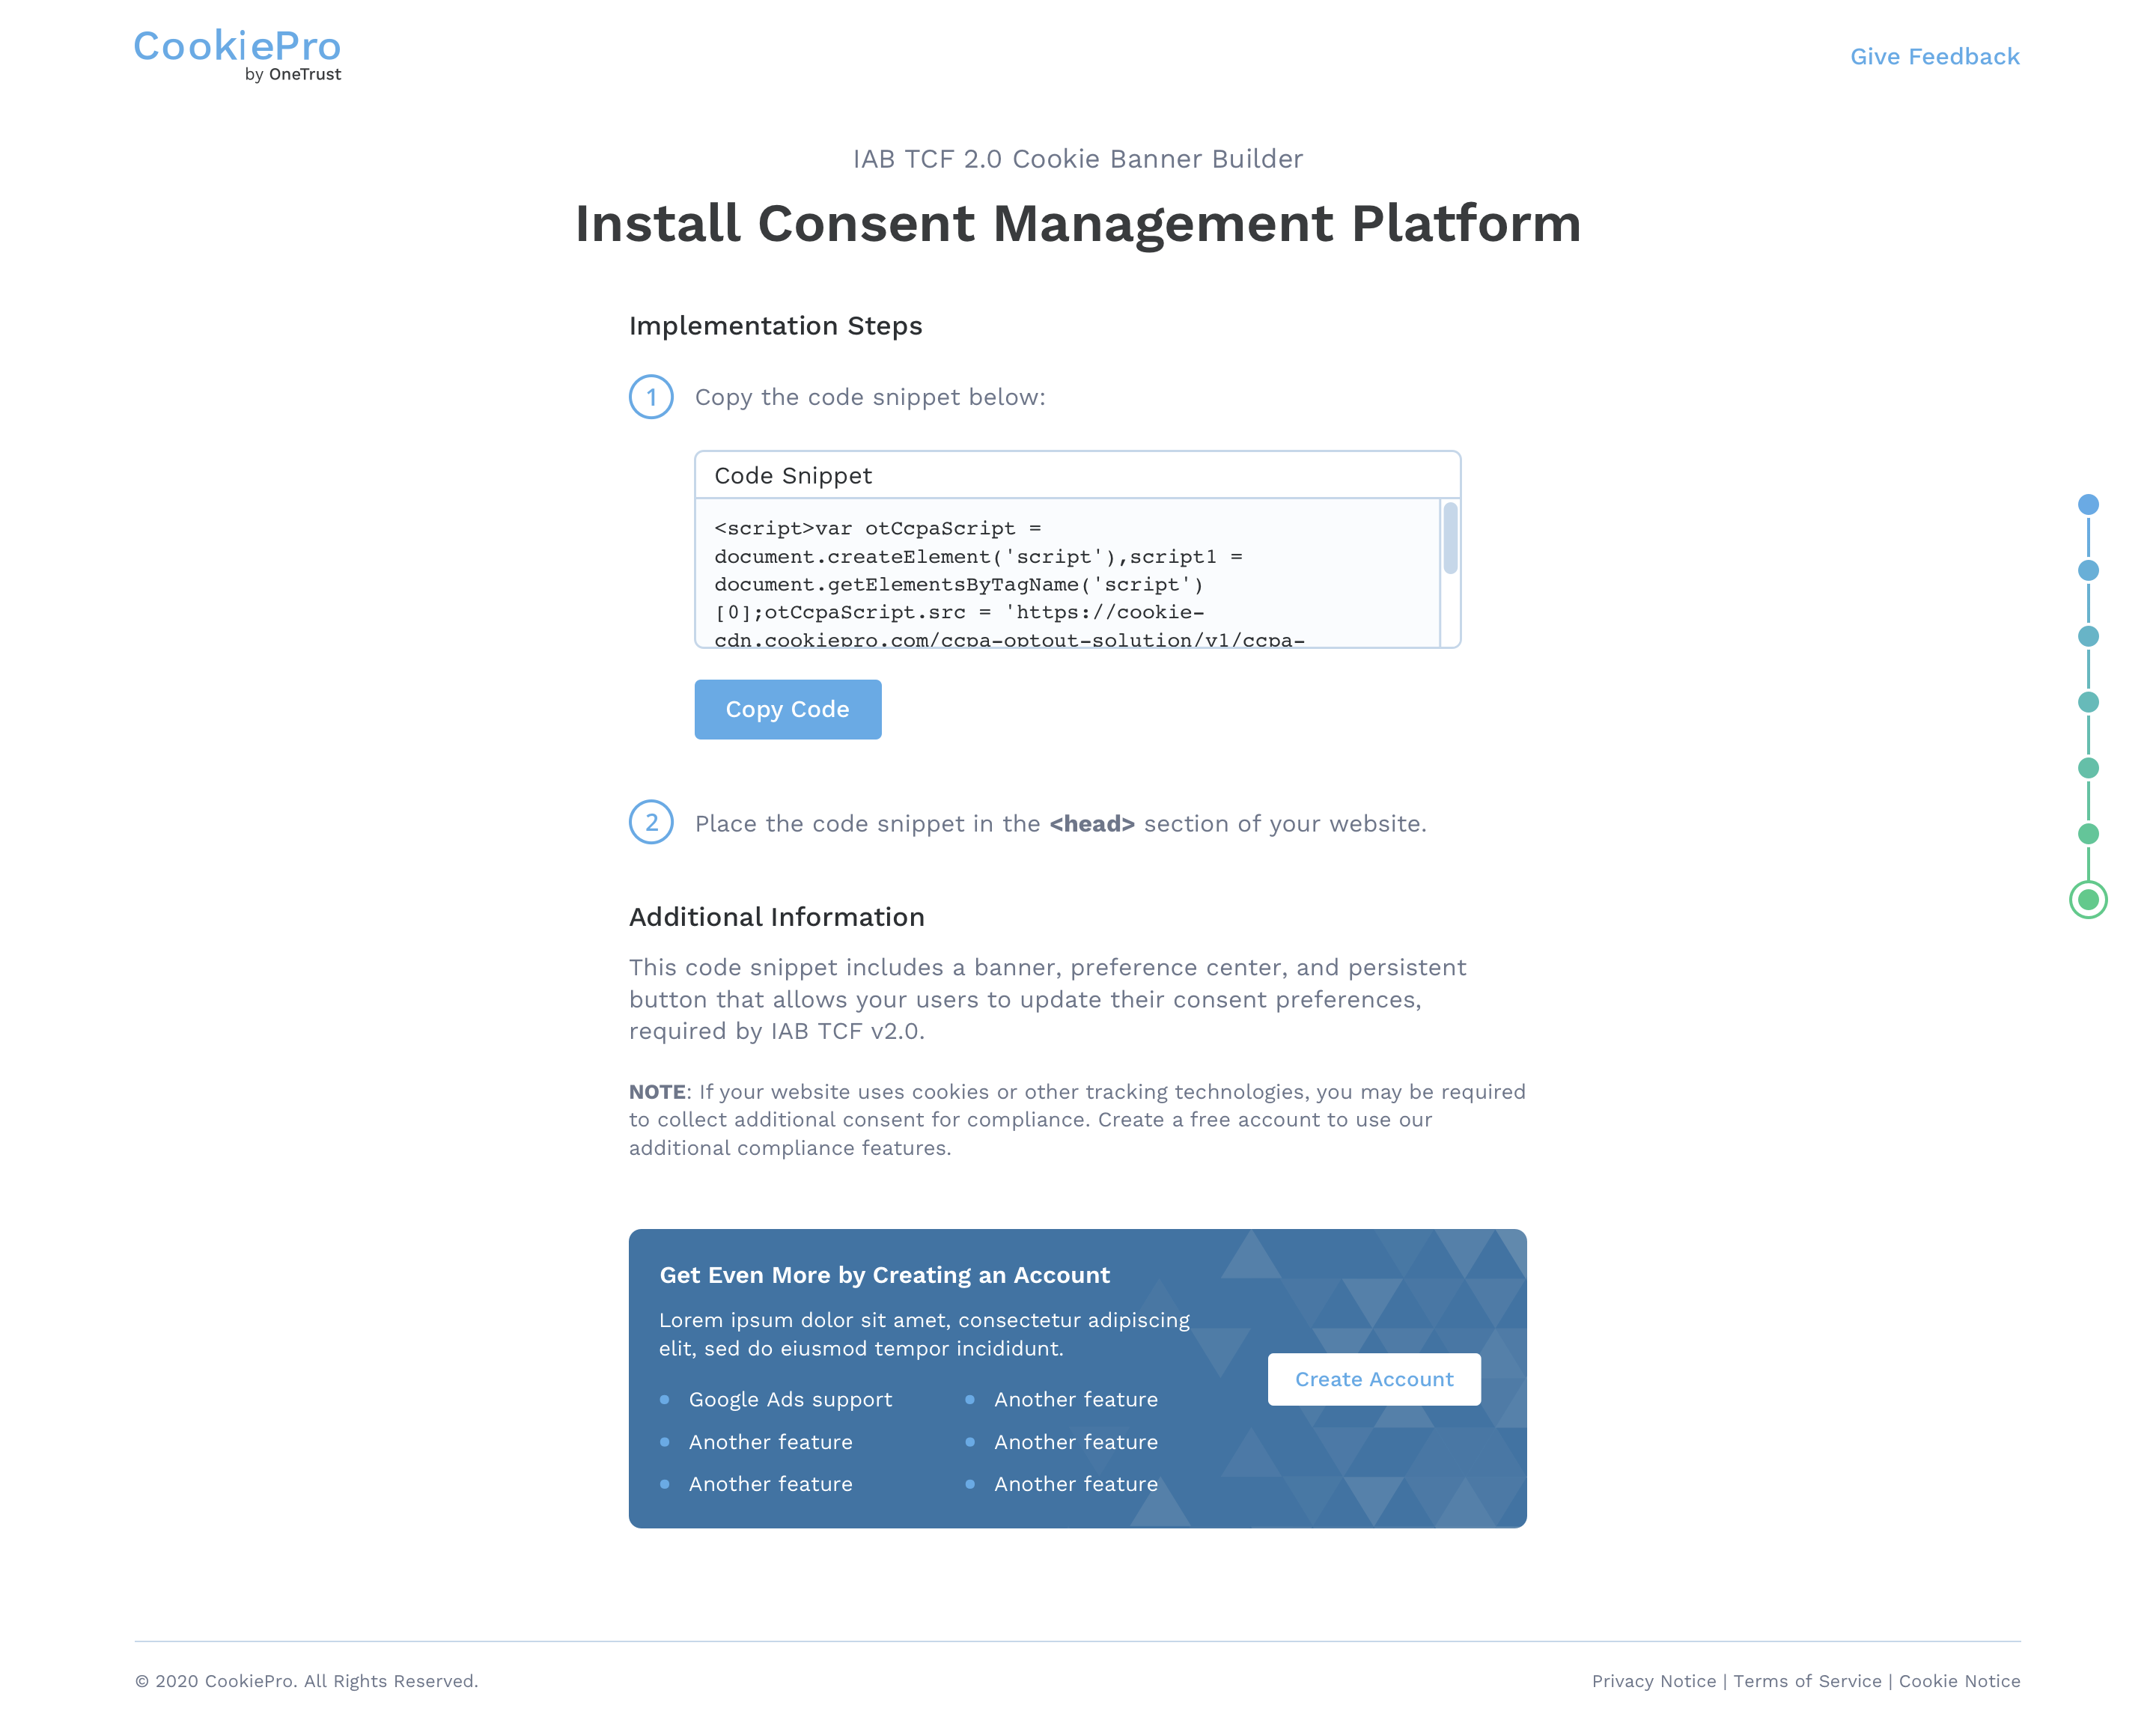 CookiePro
by OneTrust
Give Feedback
IAB TCF 2.0 Cookie Banner Builder
Install Consent Management Platform
Implementation Steps
1 Copy the code snippet below:
Code Snippet
<script>var otCcpaScript =
document.createElement('script'),script1 =
document.getElementsByTagName('script')
[0];otCcpaScript.src = 'https://cookie-
cdn.cookiepro.com/ccpa-optout-solution/v1/ccpa-
Copy Code
2 Place the code snippet in the <head> section of your website.
Additional Information
This code snippet includes a banner, preference center, and persistent
button that allows your users to update their consent preferences,
required by IAB TCF v2.0.
NOTE: If your website uses cookies or other tracking technologies, you may be required
to collect additional consent for compliance. Create a free account to use our
additional compliance features.
Get Even More by Creating an Account
Lorem ipsum dolor sit amet, consectetur adipiscing
elit, sed do eiusmod tempor incididunt.
Google Ads support
Another feature
Another feature
Another feature
Another feature
Another feature
Create Account
© 2020 CookiePro. All Rights Reserved.
Privacy Notice | Terms of Service | Cookie Notice